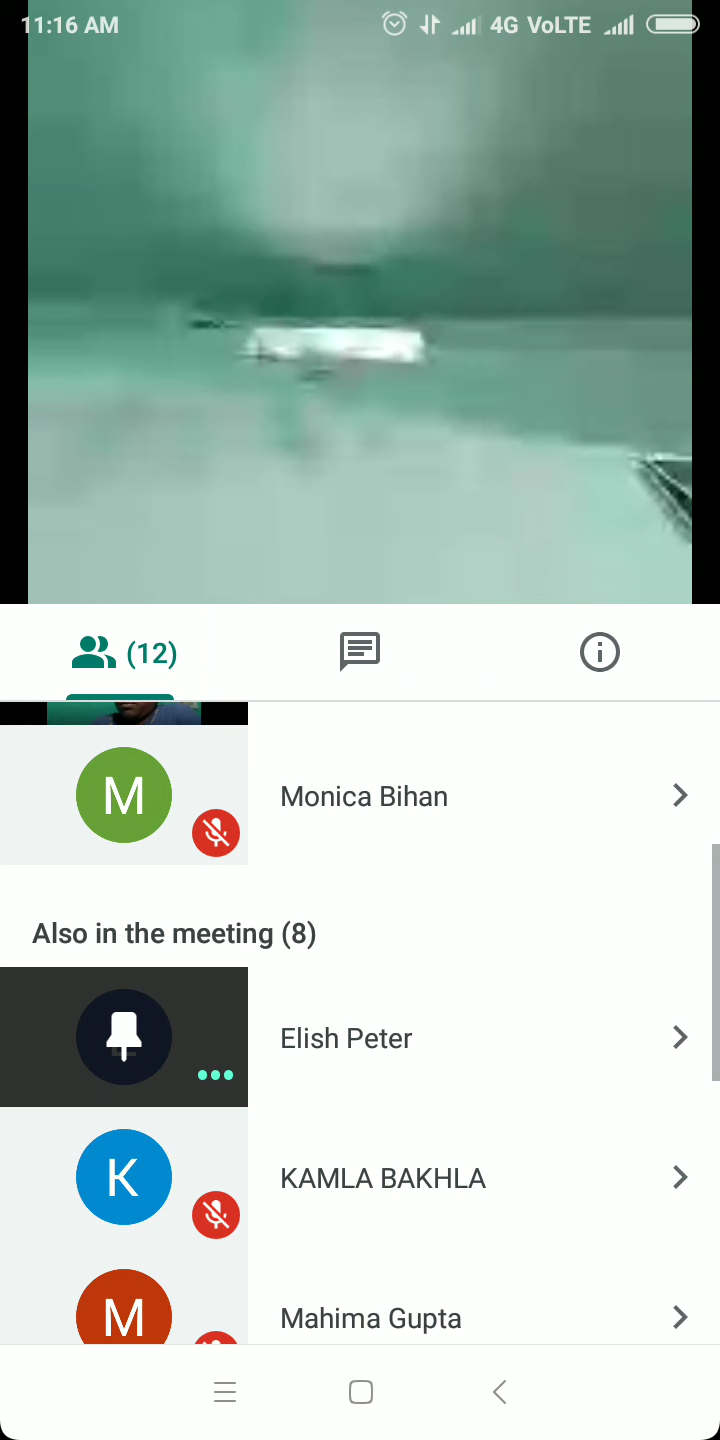 11:16 AM 4G VoLTE
(12)
M Monica Bihan
Also in the meeting (8)
Elish Peter
K KAMLA BAKHLA
M Mahima Gupta